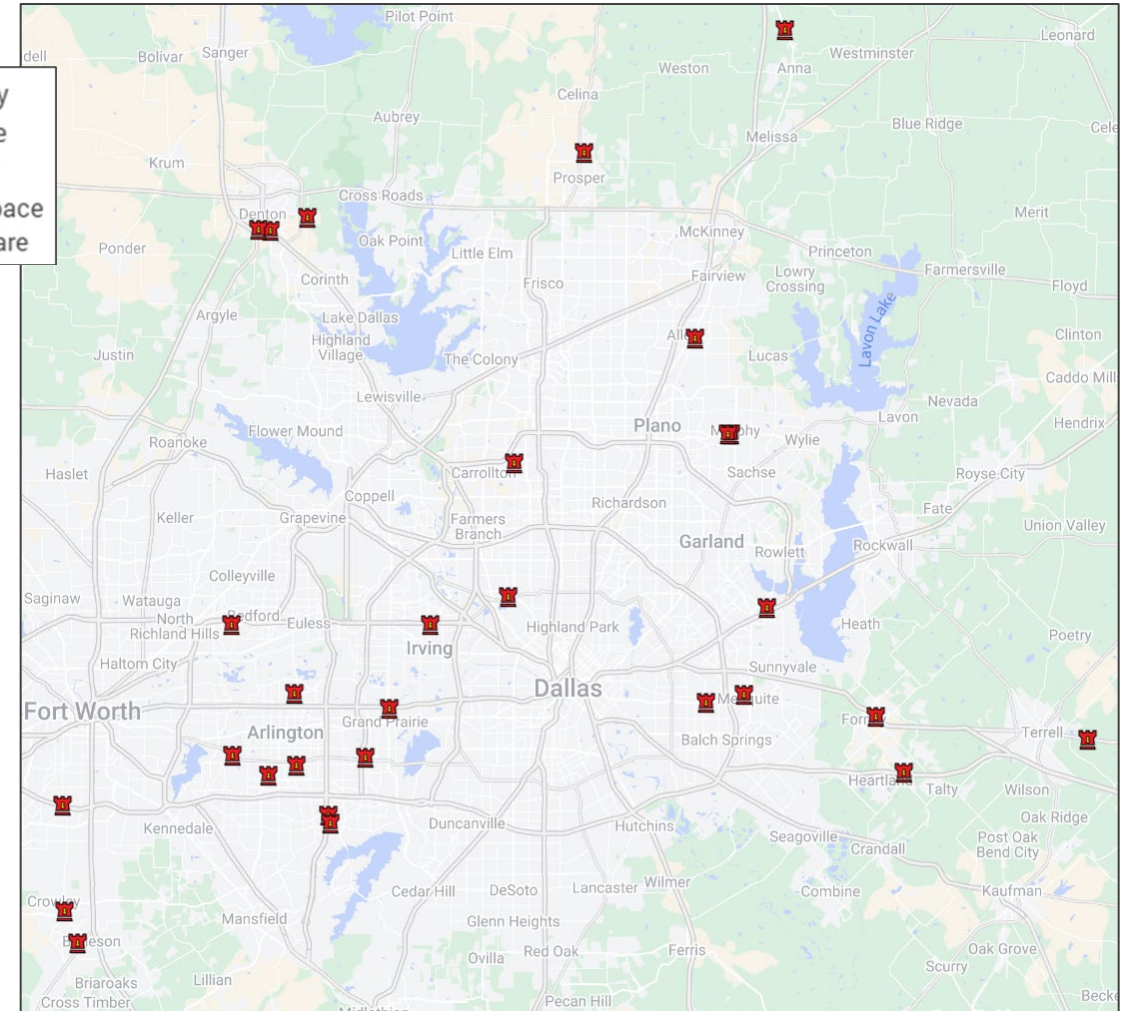 Pilot Point
dell
Bolivar
Sanger
Leonard
Westminster
Weston
Anna
y
e
Celina
Aubrey
Blue Ridge
Cele
Melissa
Krum
Prosper
pace
are
Cross Roads
Denton
Merit
Oak Point
McKinney
Ponder
Little Elm
Princeton
Corinth
Frisco
Fairview
Lowry
Crossing
Farmersville
Floyd
Argyle
Lake Dallas
Highland
Village
Lavon Lake
Clinton
Justin
The Colony
Lucas
Caddo Mill
Lewisville
Nevada
Lavon
Hendrix
Flower Mound
Plano
Roanoke
Wylie
Haslet
Carrollton
Sachse
Royse City
Coppell
Richardson
Fate
Keller
Grapevine
Farmers
Branch
Union Valley
Garland
Rowlett
Rockwall
Colleyville
Saginaw
Watauga
North
Richland Hills
Bedford
Euless
Highland Park
Heath
Poetry
Irving
Haltom City
Sunnyvale
Dallas
Fort Worth
Grand Prairie
Arlington
Balch Springs
Terrell
Heartland
Talty
Wilson
Oak Ridge
Kennedale
Duncanville
Hutchins
Seagoville
Crandall
Post Oak
Bend City
Cedar Hill
DeSoto
Lancaster
Wilmer
Combine
Kaufman
Mansfield
Glenn Heights
Red Oak
Ferris
Oak Grove
Ovilla
Scurry
Lillian
Briaroaks
Cross Timber
Pecan Hill
Becke